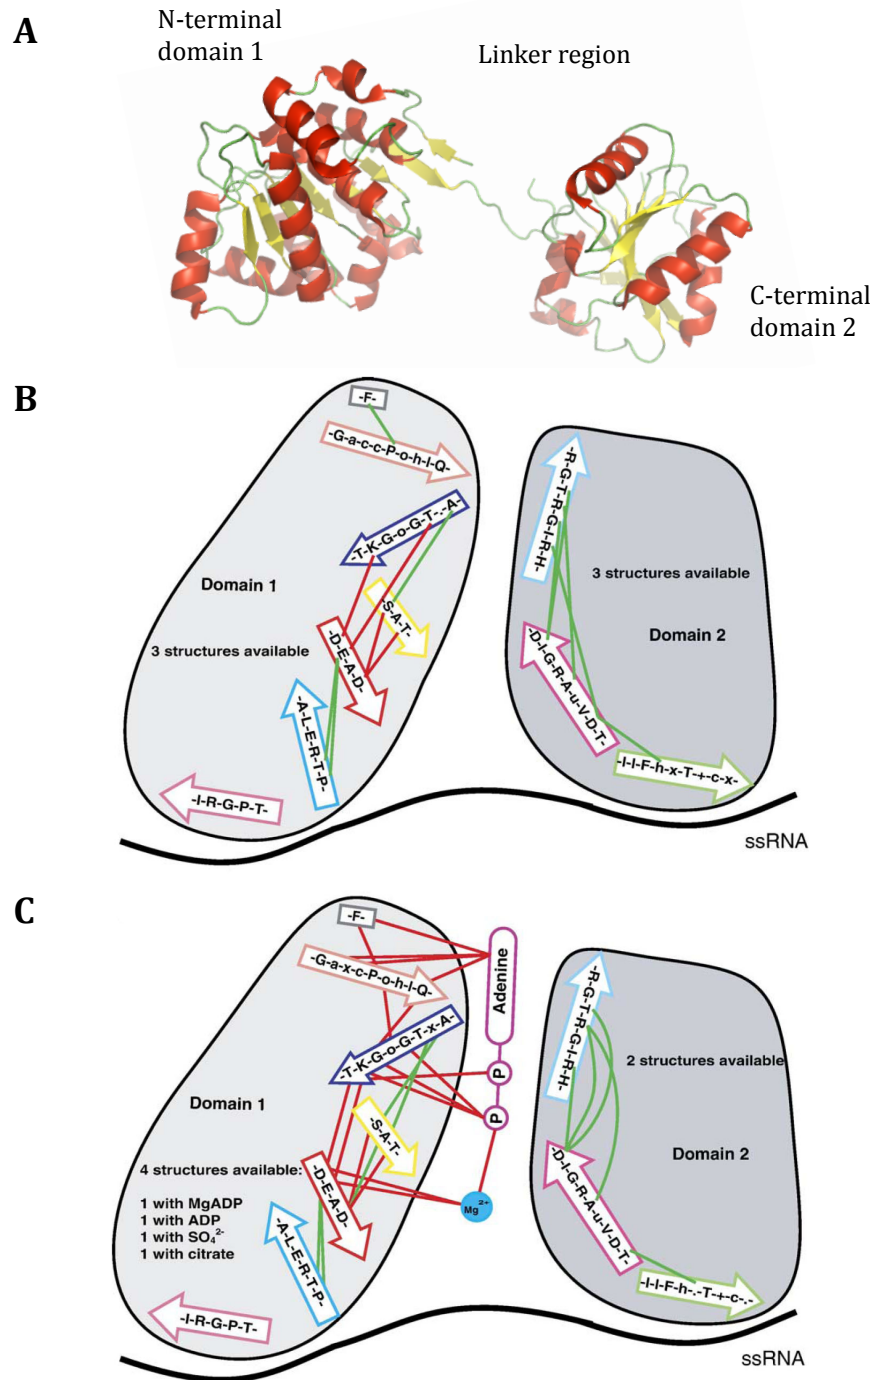 A
N-terminal
domain 1
Linker region
C-terminal
domain 2
B
-F-
-G-a-c-c-P-o-h-I-Q-
-T-K-G-o-G-T-.-A-
-S-A-T-
Domain 1
3 structures available
-D-E-A-D-
-A-L-E-R-T-P-
-I-R-G-P-T-
-R-G-T-R-G-I-R-H-
3 structures available
Domain 2
-D-I-G-R-A-u-V-D-T-
-I-I-F-h-x-T-+-c-x-
ssRNA
C
-F-
-G-a-x-c-P-o-h-I-Q-
Adenine
-T-K-G-o-G-T-x-A-
P
P
-S-A-T-
Domain 1
4 structures available:
1 with MgADP
1 with ADP
1 with SO₄²⁻
1 with citrate
-D-E-A-D-
Mg²⁺
-A-L-E-R-T-P-
-I-R-G-P-T-
-R-G-T-R-G-I-R-H-
2 structures available
Domain 2
-D-I-G-R-A-u-V-D-T-
-I-I-F-h-.-T-+-c-.-
ssRNA